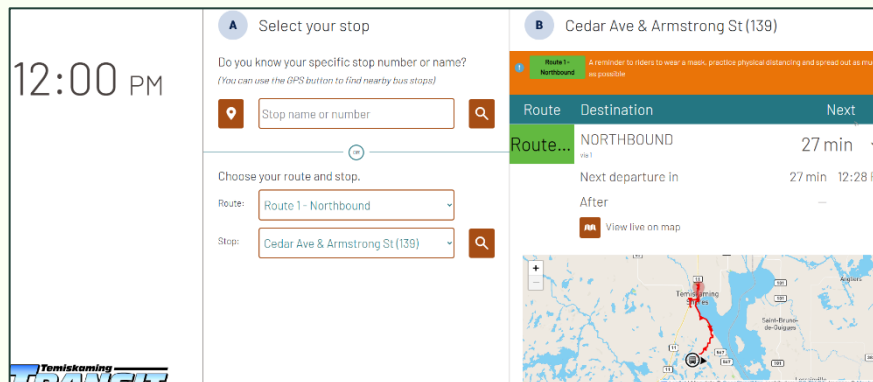 12:00 PM
A
Select your stop
Do you know your specific stop number or name?
(You can use the GPS button to find nearby bus stops)
Stop name or number
OR
Choose your route and stop.
Route:
Route 1 - Northbound
Stop:
Cedar Ave & Armstrong St (139)
Temiskaming
TRANSIT
B
Cedar Ave & Armstrong St (139)
Route 1 -
Northbound
A reminder to riders to wear a mask, practice physical distancing and spread out as mu
as possible
Route Destination Next
Route... NORTHBOUND 27 min
via 1
Next departure in 27 min 12:28
After —
View live on map
+
−
Temiskaming
Saint-Bruno-
de-Guigues
11
101